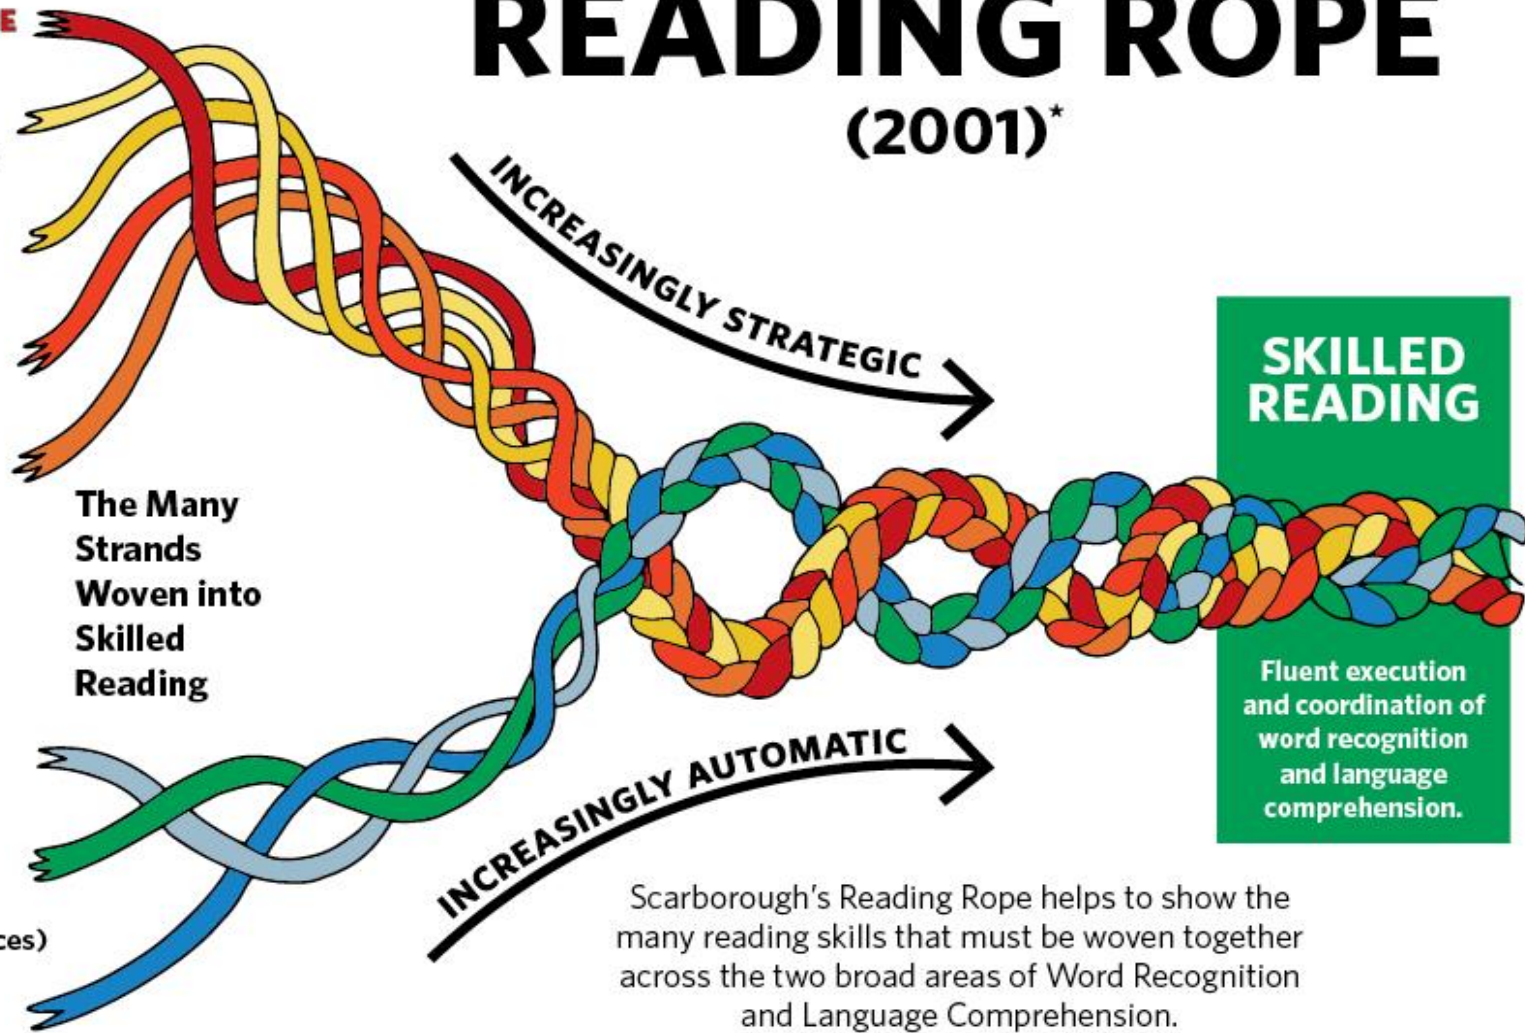 READING ROPE
(2001)*
INCREASINGLY STRATEGIC
SKILLED
READING
The Many
Strands
Woven into
Skilled
Reading
Fluent execution
and coordination of
word recognition
and language
comprehension.
INCREASINGLY AUTOMATIC
Scarborough's Reading Rope helps to show the
many reading skills that must be woven together
across the two broad areas of Word Recognition
and Language Comprehension.